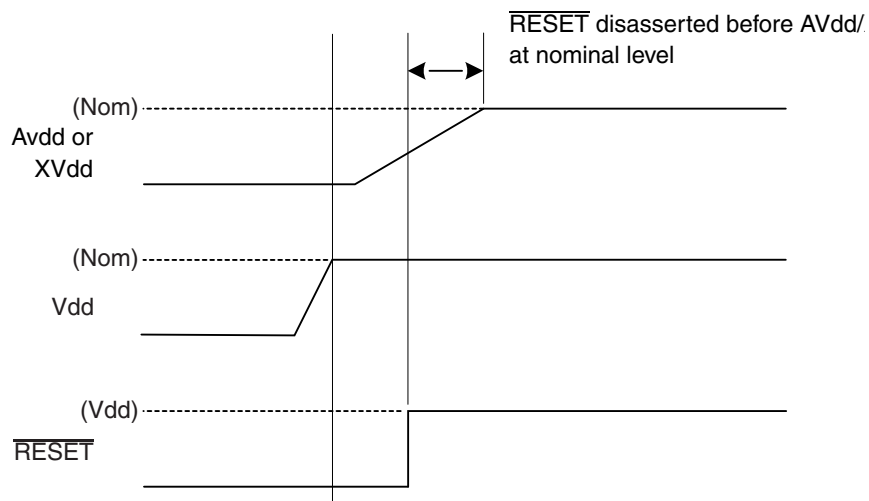 RESET disasserted before AVdd/
at nominal level
(Nom)
Avdd or
XVdd
(Nom)
Vdd
(Vdd)
RESET